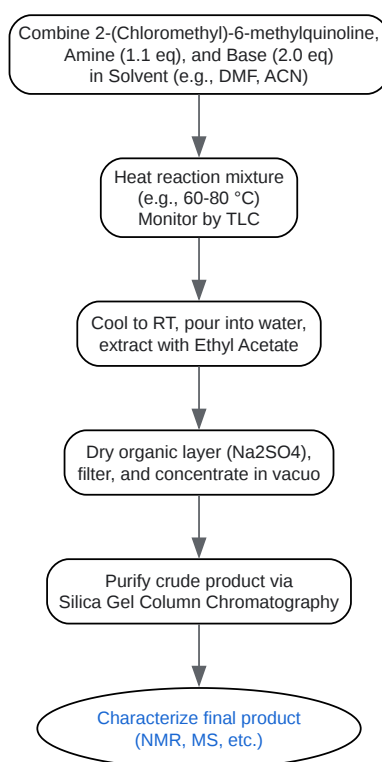 Combine 2-(Chloromethyl)-6-methylquinoline,
Amine (1.1 eq), and Base (2.0 eq)
in Solvent (e.g., DMF, ACN)
Heat reaction mixture
(e.g., 60-80 °C)
Monitor by TLC
Cool to RT, pour into water,
extract with Ethyl Acetate
Dry organic layer (Na2SO4),
filter, and concentrate in vacuo
Purify crude product via
Silica Gel Column Chromatography
Characterize final product
(NMR, MS, etc.)